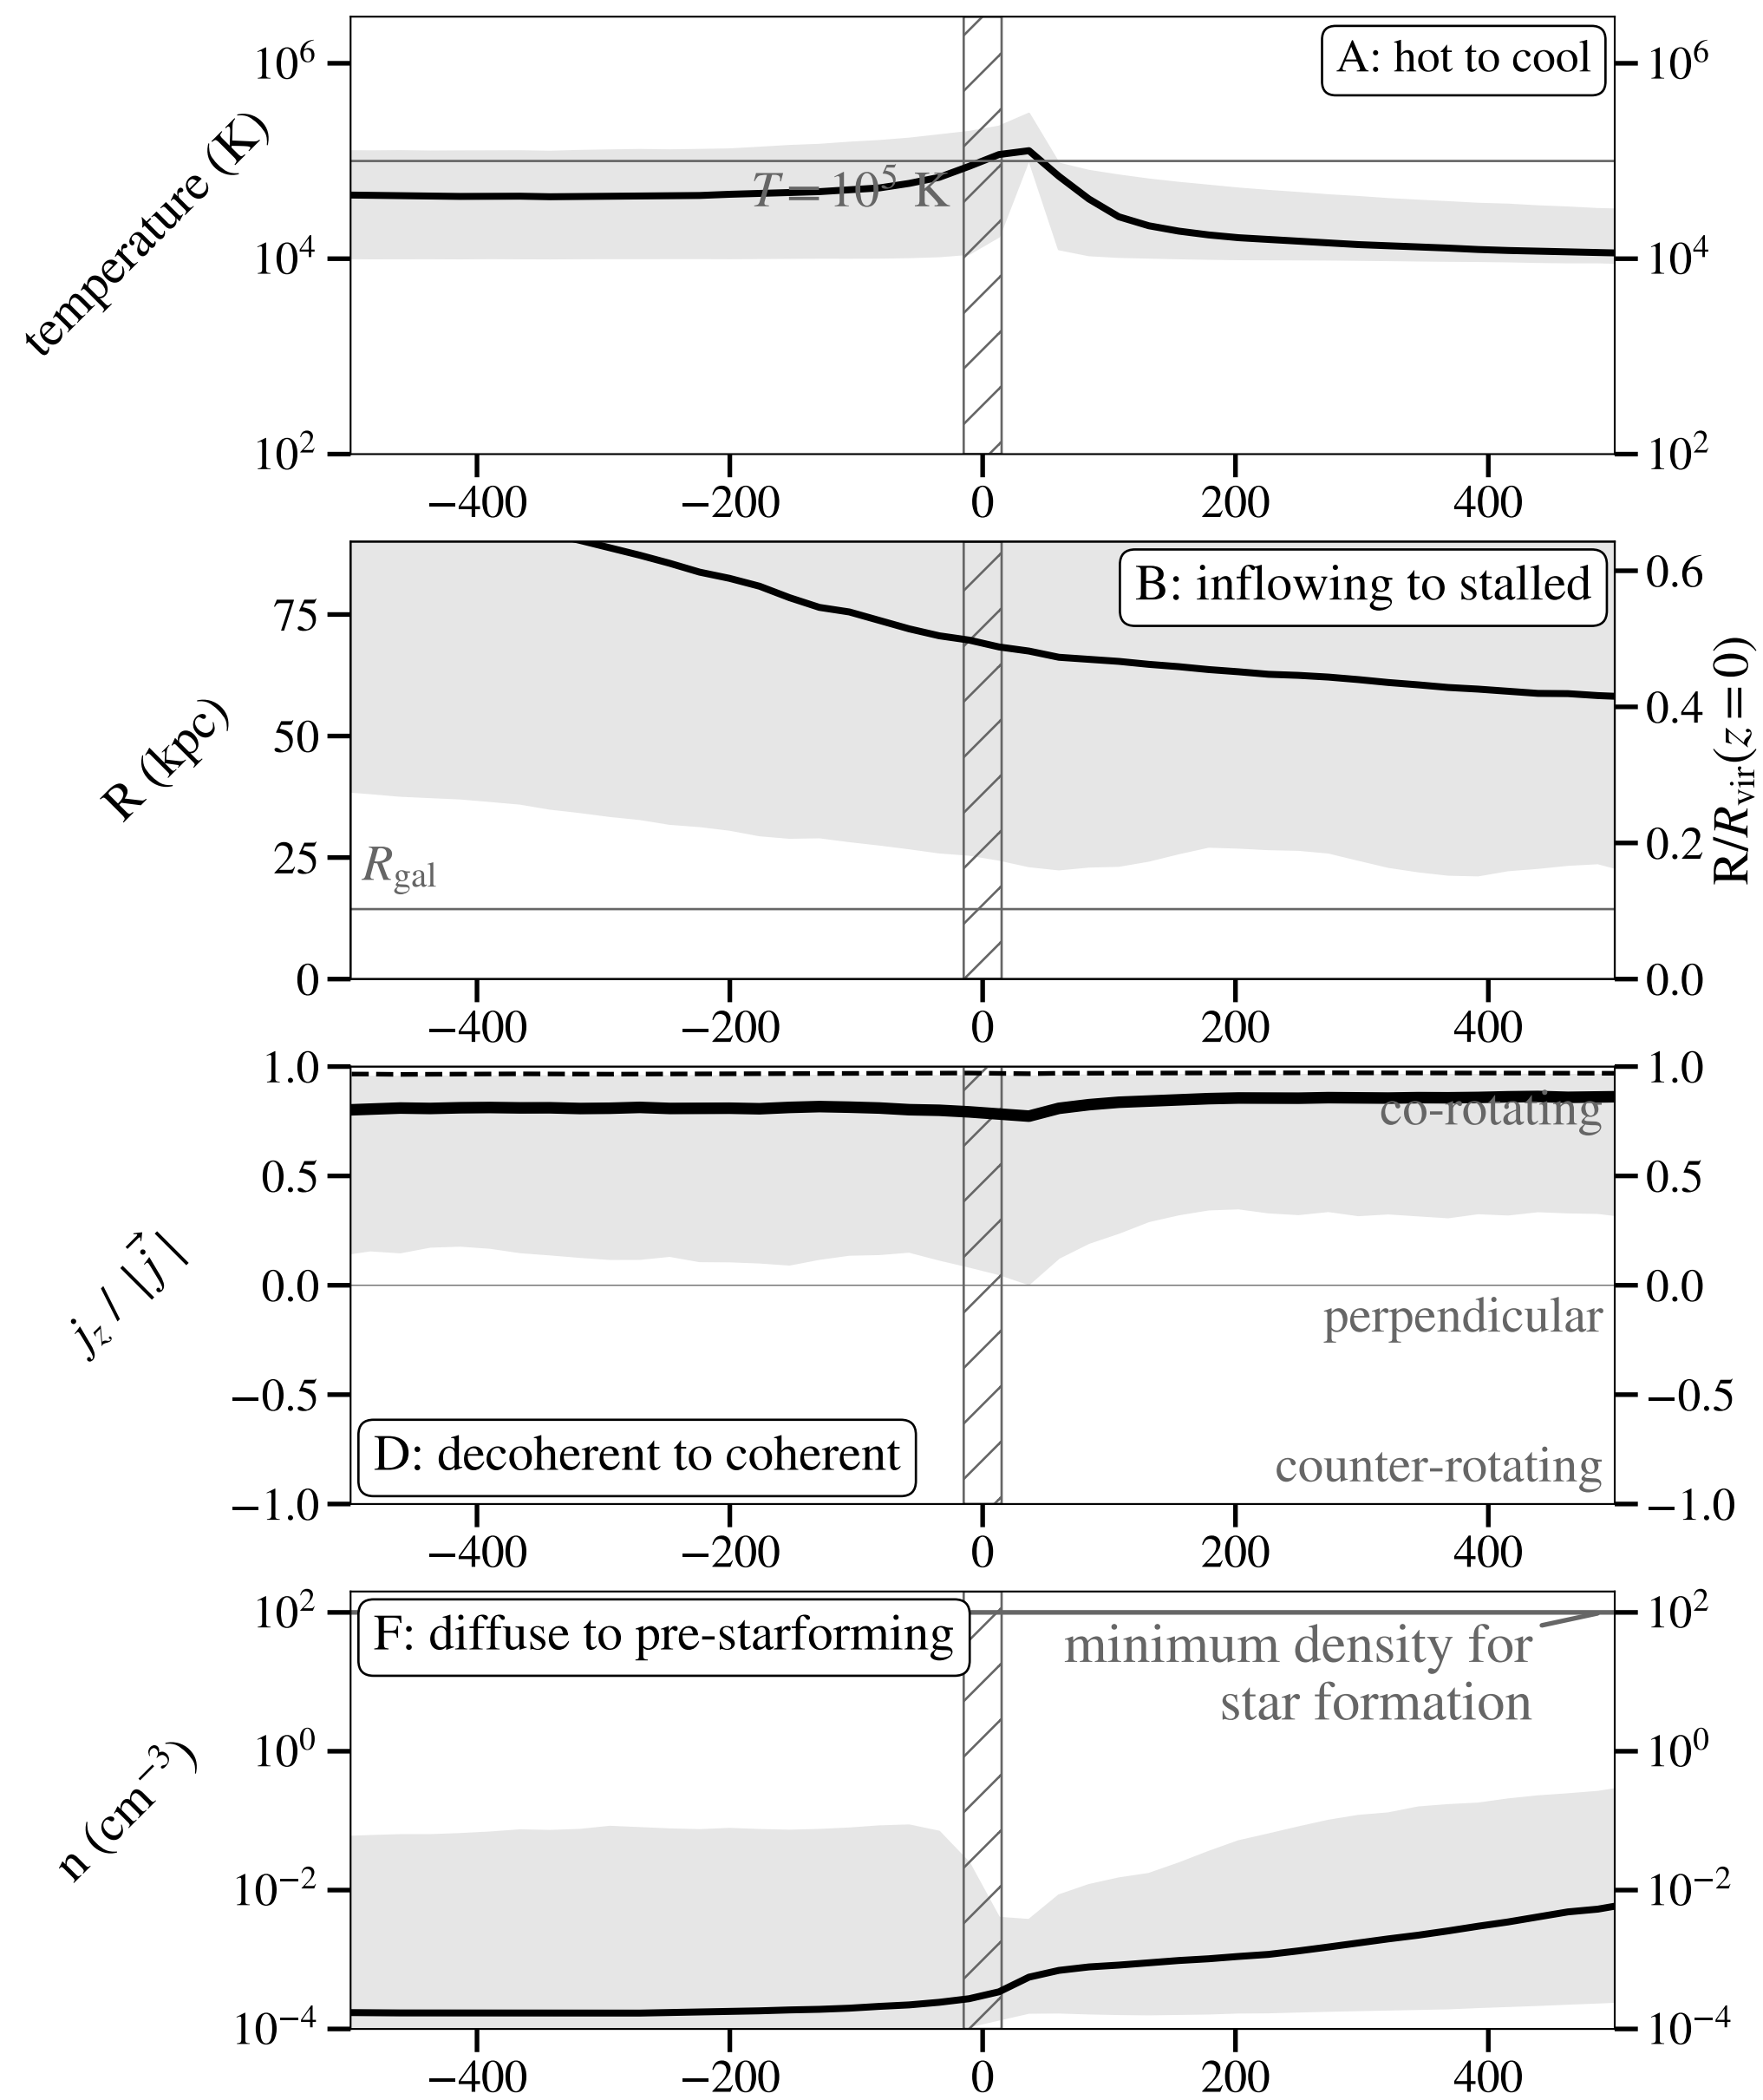 A: hot to cool
temperature (K)
10^6
10^4
10^2
10^6
10^4
10^2
T = 10^5 K
−400 −200 0 200 400
B: inflowing to stalled
R (kpc)
75
50
25
0
0.6
0.4
0.2
0.0
R/R_vir(z=0)
R_gal
−400 −200 0 200 400
j_z / |j⃗|
1.0
0.5
0.0
−0.5
−1.0
1.0
0.5
0.0
−0.5
−1.0
co-rotating
perpendicular
counter-rotating
D: decoherent to coherent
−400 −200 0 200 400
F: diffuse to pre-starforming
minimum density for
star formation
n (cm^−3)
10^2
10^0
10^−2
10^−4
10^2
10^0
10^−2
10^−4
−400 −200 0 200 400